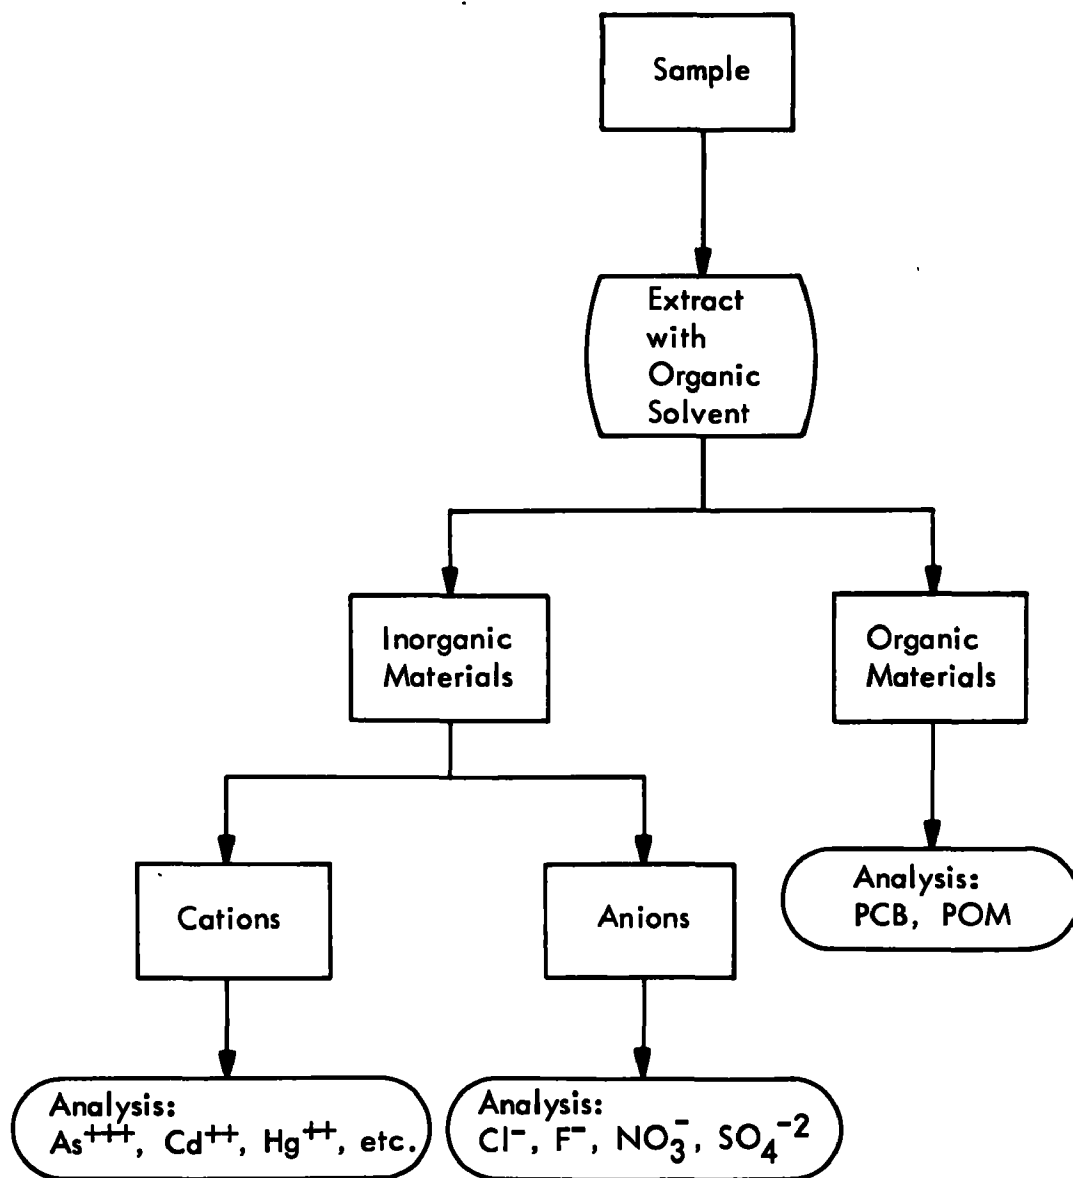 Sample
Extract
with
Organic
Solvent
Inorganic
Materials
Organic
Materials
Cations
Anions
Analysis:
PCB, POM
Analysis:
As+++, Cd++, Hg++, etc.
Analysis:
Cl⁻, F⁻, NO₃⁻, SO₄⁻²